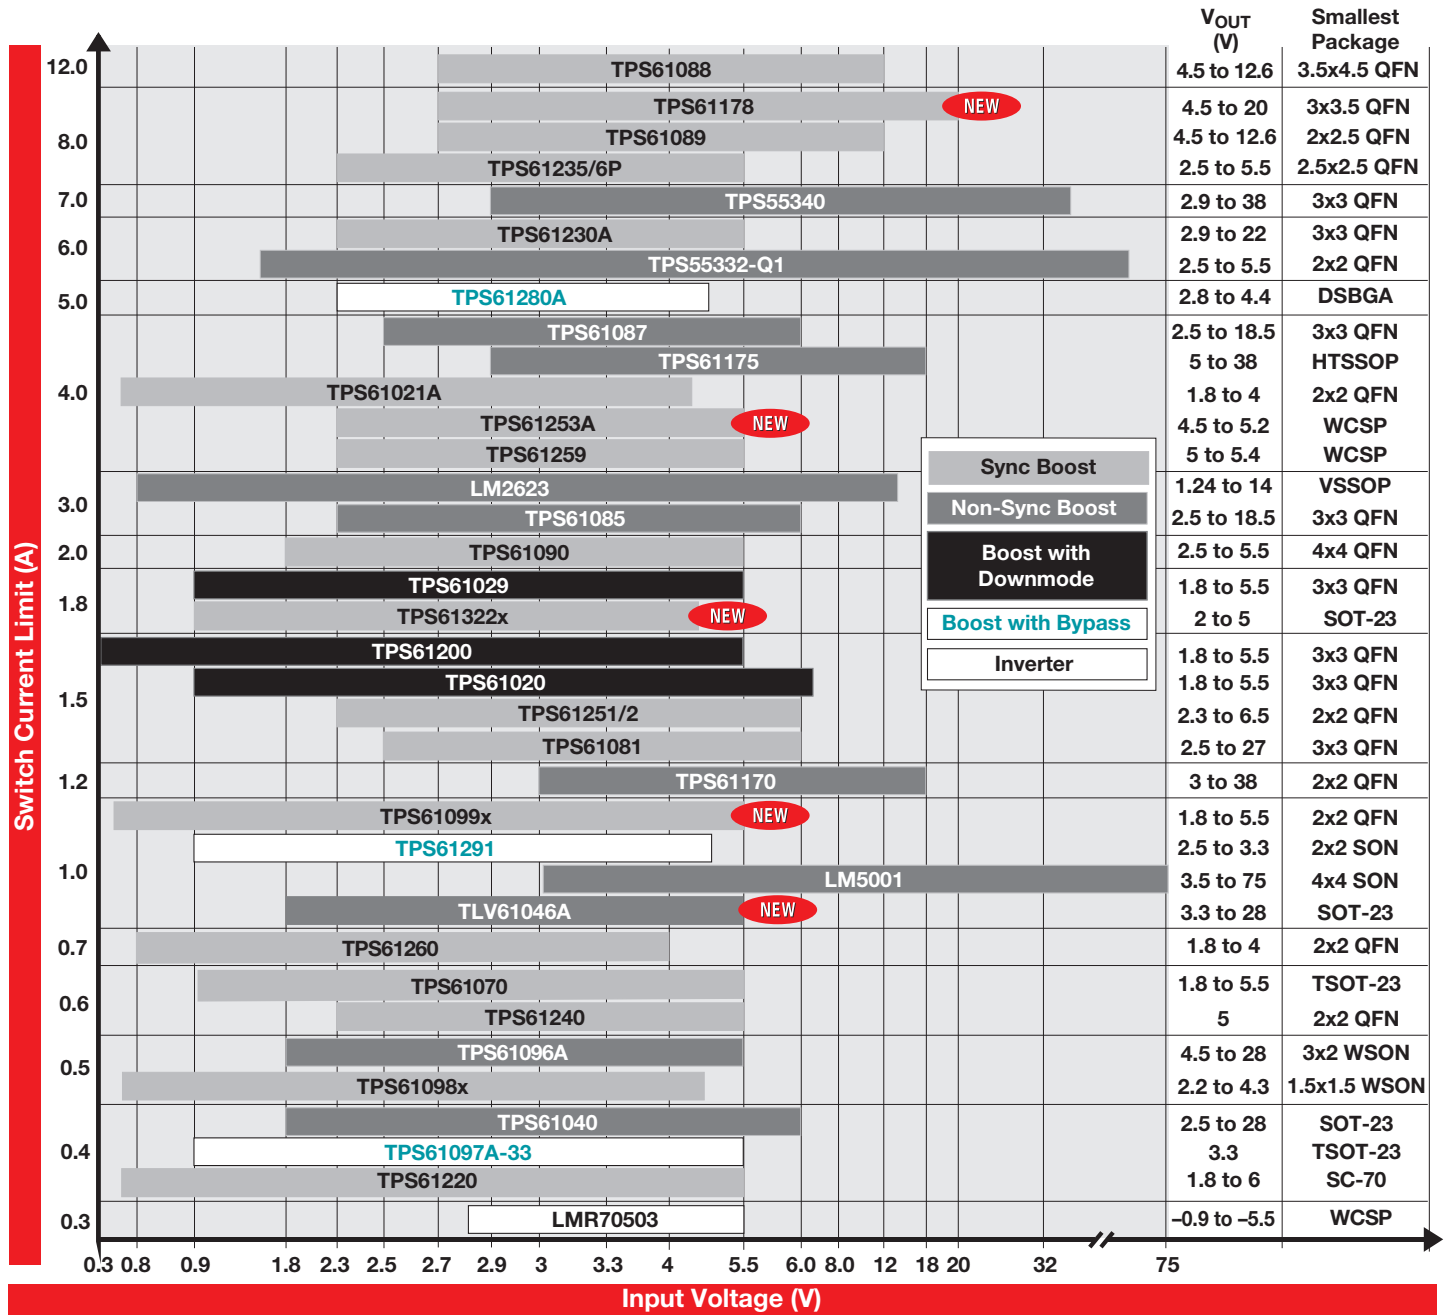 VOUT (V)
Smallest Package
12.0
TPS61088
4.5 to 12.6
3.5x4.5 QFN
TPS61178
NEW
4.5 to 20
3x3.5 QFN
8.0
TPS61089
4.5 to 12.6
2x2.5 QFN
TPS61235/6P
2.5 to 5.5
2.5x2.5 QFN
7.0
TPS55340
2.9 to 38
3x3 QFN
6.0
TPS61230A
2.9 to 22
3x3 QFN
TPS55332-Q1
2.5 to 5.5
2x2 QFN
5.0
TPS61280A
2.8 to 4.4
DSBGA
TPS61087
2.5 to 18.5
3x3 QFN
TPS61175
5 to 38
HTSSOP
4.0
TPS61021A
1.8 to 4
2x2 QFN
TPS61253A
NEW
4.5 to 5.2
WCSP
TPS61259
5 to 5.4
WCSP
3.0
LM2623
1.24 to 14
VSSOP
TPS61085
2.5 to 18.5
3x3 QFN
2.0
TPS61090
2.5 to 5.5
4x4 QFN
1.8
TPS61029
1.8 to 5.5
3x3 QFN
TPS61322x
NEW
2 to 5
SOT-23
TPS61200
1.8 to 5.5
3x3 QFN
1.5
TPS61020
1.8 to 5.5
3x3 QFN
TPS61251/2
2.3 to 6.5
2x2 QFN
TPS61081
2.5 to 27
3x3 QFN
1.2
TPS61170
3 to 38
2x2 QFN
TPS61099x
NEW
1.8 to 5.5
2x2 QFN
TPS61291
2.5 to 3.3
2x2 SON
1.0
LM5001
3.5 to 75
4x4 SON
TLV61046A
NEW
3.3 to 28
SOT-23
0.7
TPS61260
1.8 to 4
2x2 QFN
0.6
TPS61070
1.8 to 5.5
TSOT-23
TPS61240
5
2x2 QFN
0.5
TPS61096A
4.5 to 28
3x2 WSON
TPS61098x
2.2 to 4.3
1.5x1.5 WSON
TPS61040
2.5 to 28
SOT-23
0.4
TPS61097A-33
3.3
TSOT-23
TPS61220
1.8 to 6
SC-70
0.3
LMR70503
–0.9 to –5.5
WCSP
Sync Boost
Non-Sync Boost
Boost with
Downmode
Boost with Bypass
Inverter
0.3 0.8 0.9 1.8 2.3 2.5 2.7 2.9 3 3.3 4 5.5 6.0 8.0 12 18 20 32 75
Input Voltage (V)
Switch Current Limit (A)